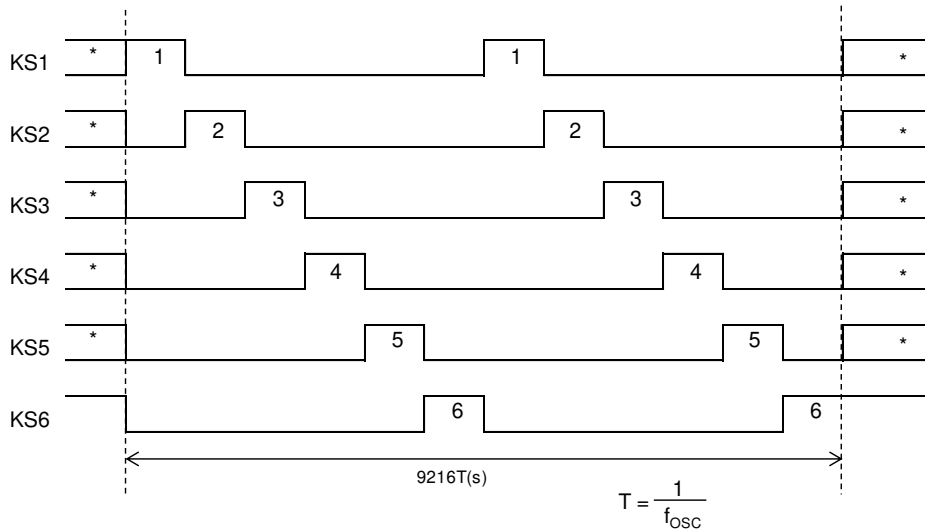 KS1 * 1 1 *
KS2 * 2 2 *
KS3 * 3 3 *
KS4 * 4 4 *
KS5 * 5 5 *
KS6 6 6
9216T(s)
T = 1
fOSC